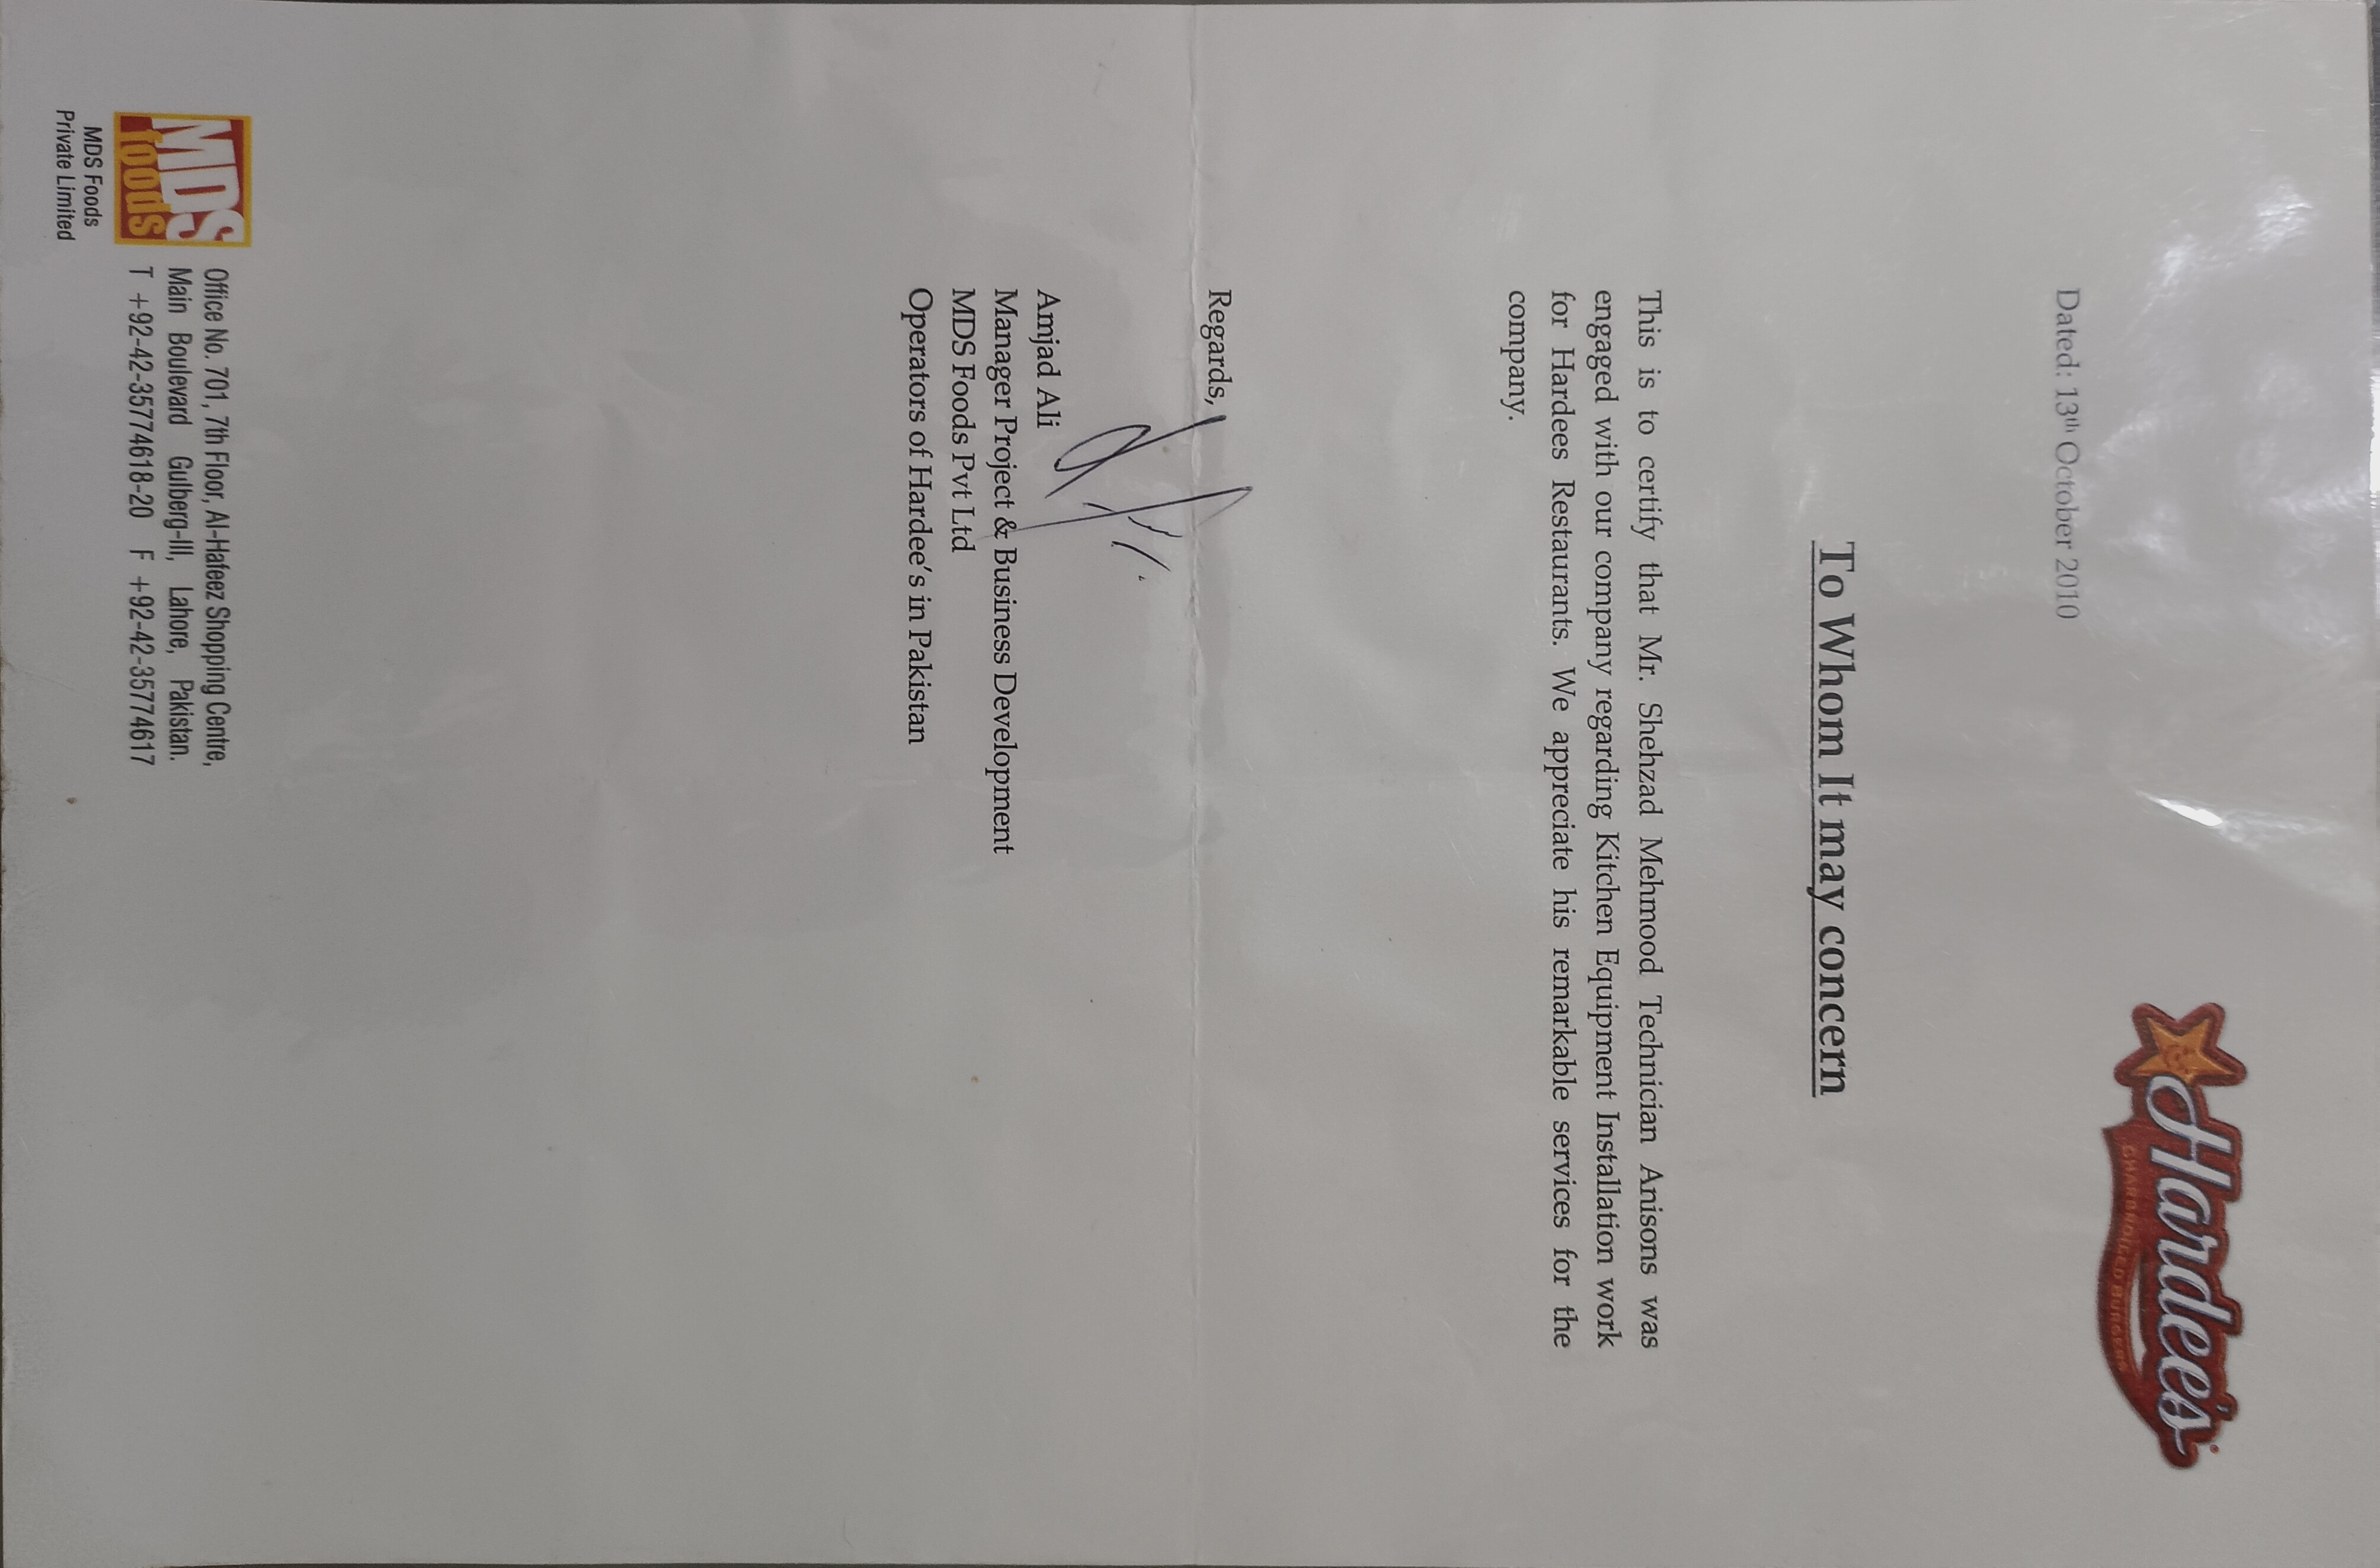 Hardee's
CHARBROILED BURGERS
Dated: 13th October 2010
To Whom It may concern
This is to certify that Mr. Shehzad Mehmood Technician Anisons was
engaged with our company regarding Kitchen Equipment Installation work
for Hardees Restaurants. We appreciate his remarkable services for the
company.
Regards,
Amjad Ali
Manager Project & Business Development
MDS Foods Pvt Ltd
Operators of Hardee's in Pakistan
MDS
foods
MDS Foods
Private Limited
Office No. 701, 7th Floor, Al-Hafeez Shopping Centre,
Main Boulevard Gulberg-III, Lahore, Pakistan.
T +92-42-35774618-20 F +92-42-35774617